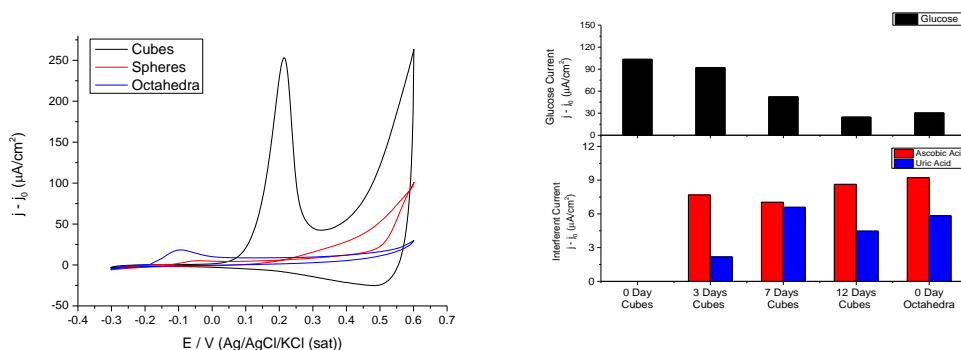 Cubes
Spheres
Octahedra
250
200
150
100
50
0
-25
-50
j - j0 (μA/cm²)
-0.4 -0.3 -0.2 -0.1 0.0 0.1 0.2 0.3 0.4 0.5 0.6 0.7
E / V (Ag/AgCl/KCl (sat))
Glucose
150
120
90
60
30
0
Glucose Current
j - j0 (μA/cm²)
Ascobic Acid
Uric Acid
12
9
6
3
0
Interferent Current
j - j0 (μA/cm²)
0 Day 3 Days 7 Days 12 Days 0 Day
Cubes Cubes Cubes Cubes Octahedra